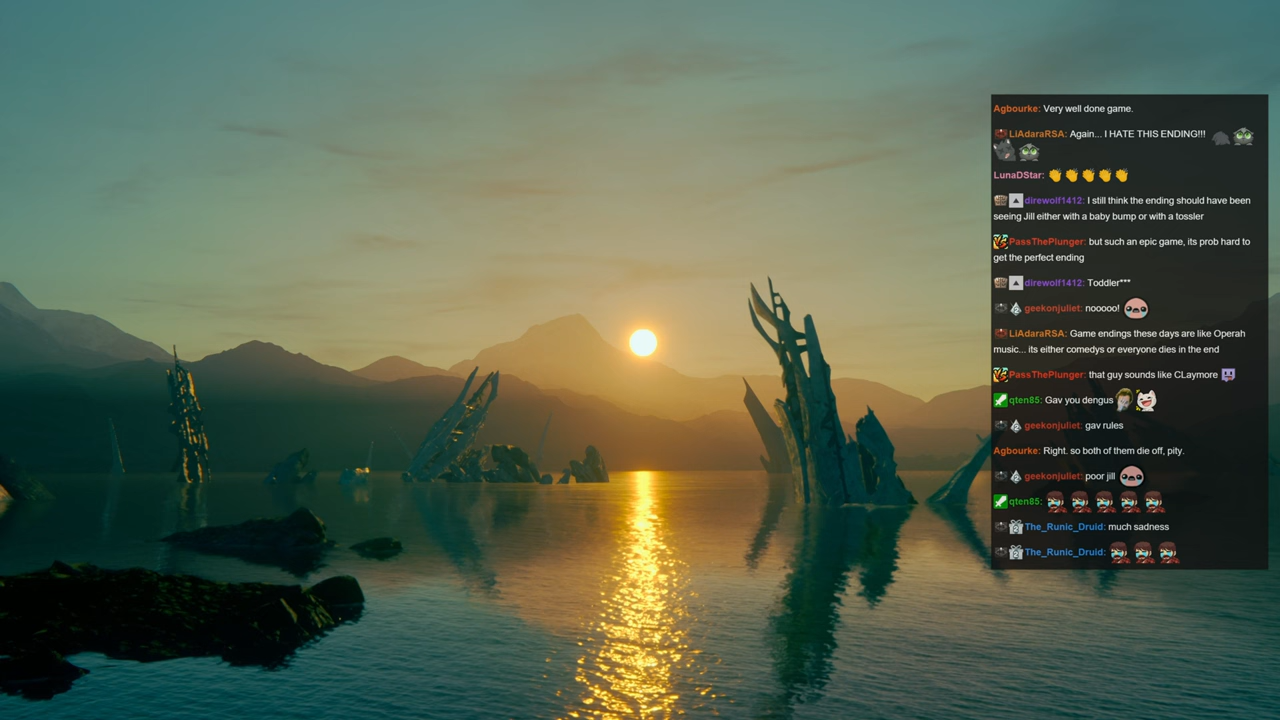 Agbourke: Very well done game.
LiAdaraRSA: Again... I HATE THIS ENDING!!!
LunaDStar:
direwolf1412: I still think the ending should have been
seeing Jill either with a baby bump or with a tossler
PassThePlunger: but such an epic game, its prob hard to
get the perfect ending
direwolf1412: Toddler***
geekonjuliet: nooooo!
LiAdaraRSA: Game endings these days are like Operah
music... its either comedys or everyone dies in the end
PassThePlunger: that guy sounds like CLaymore
qten85: Gav you dengus
geekonjuliet: gav rules
Agbourke: Right. so both of them die off, pity.
geekonjuliet: poor jill
qten85:
The_Runic_Druid: much sadness
The_Runic_Druid: